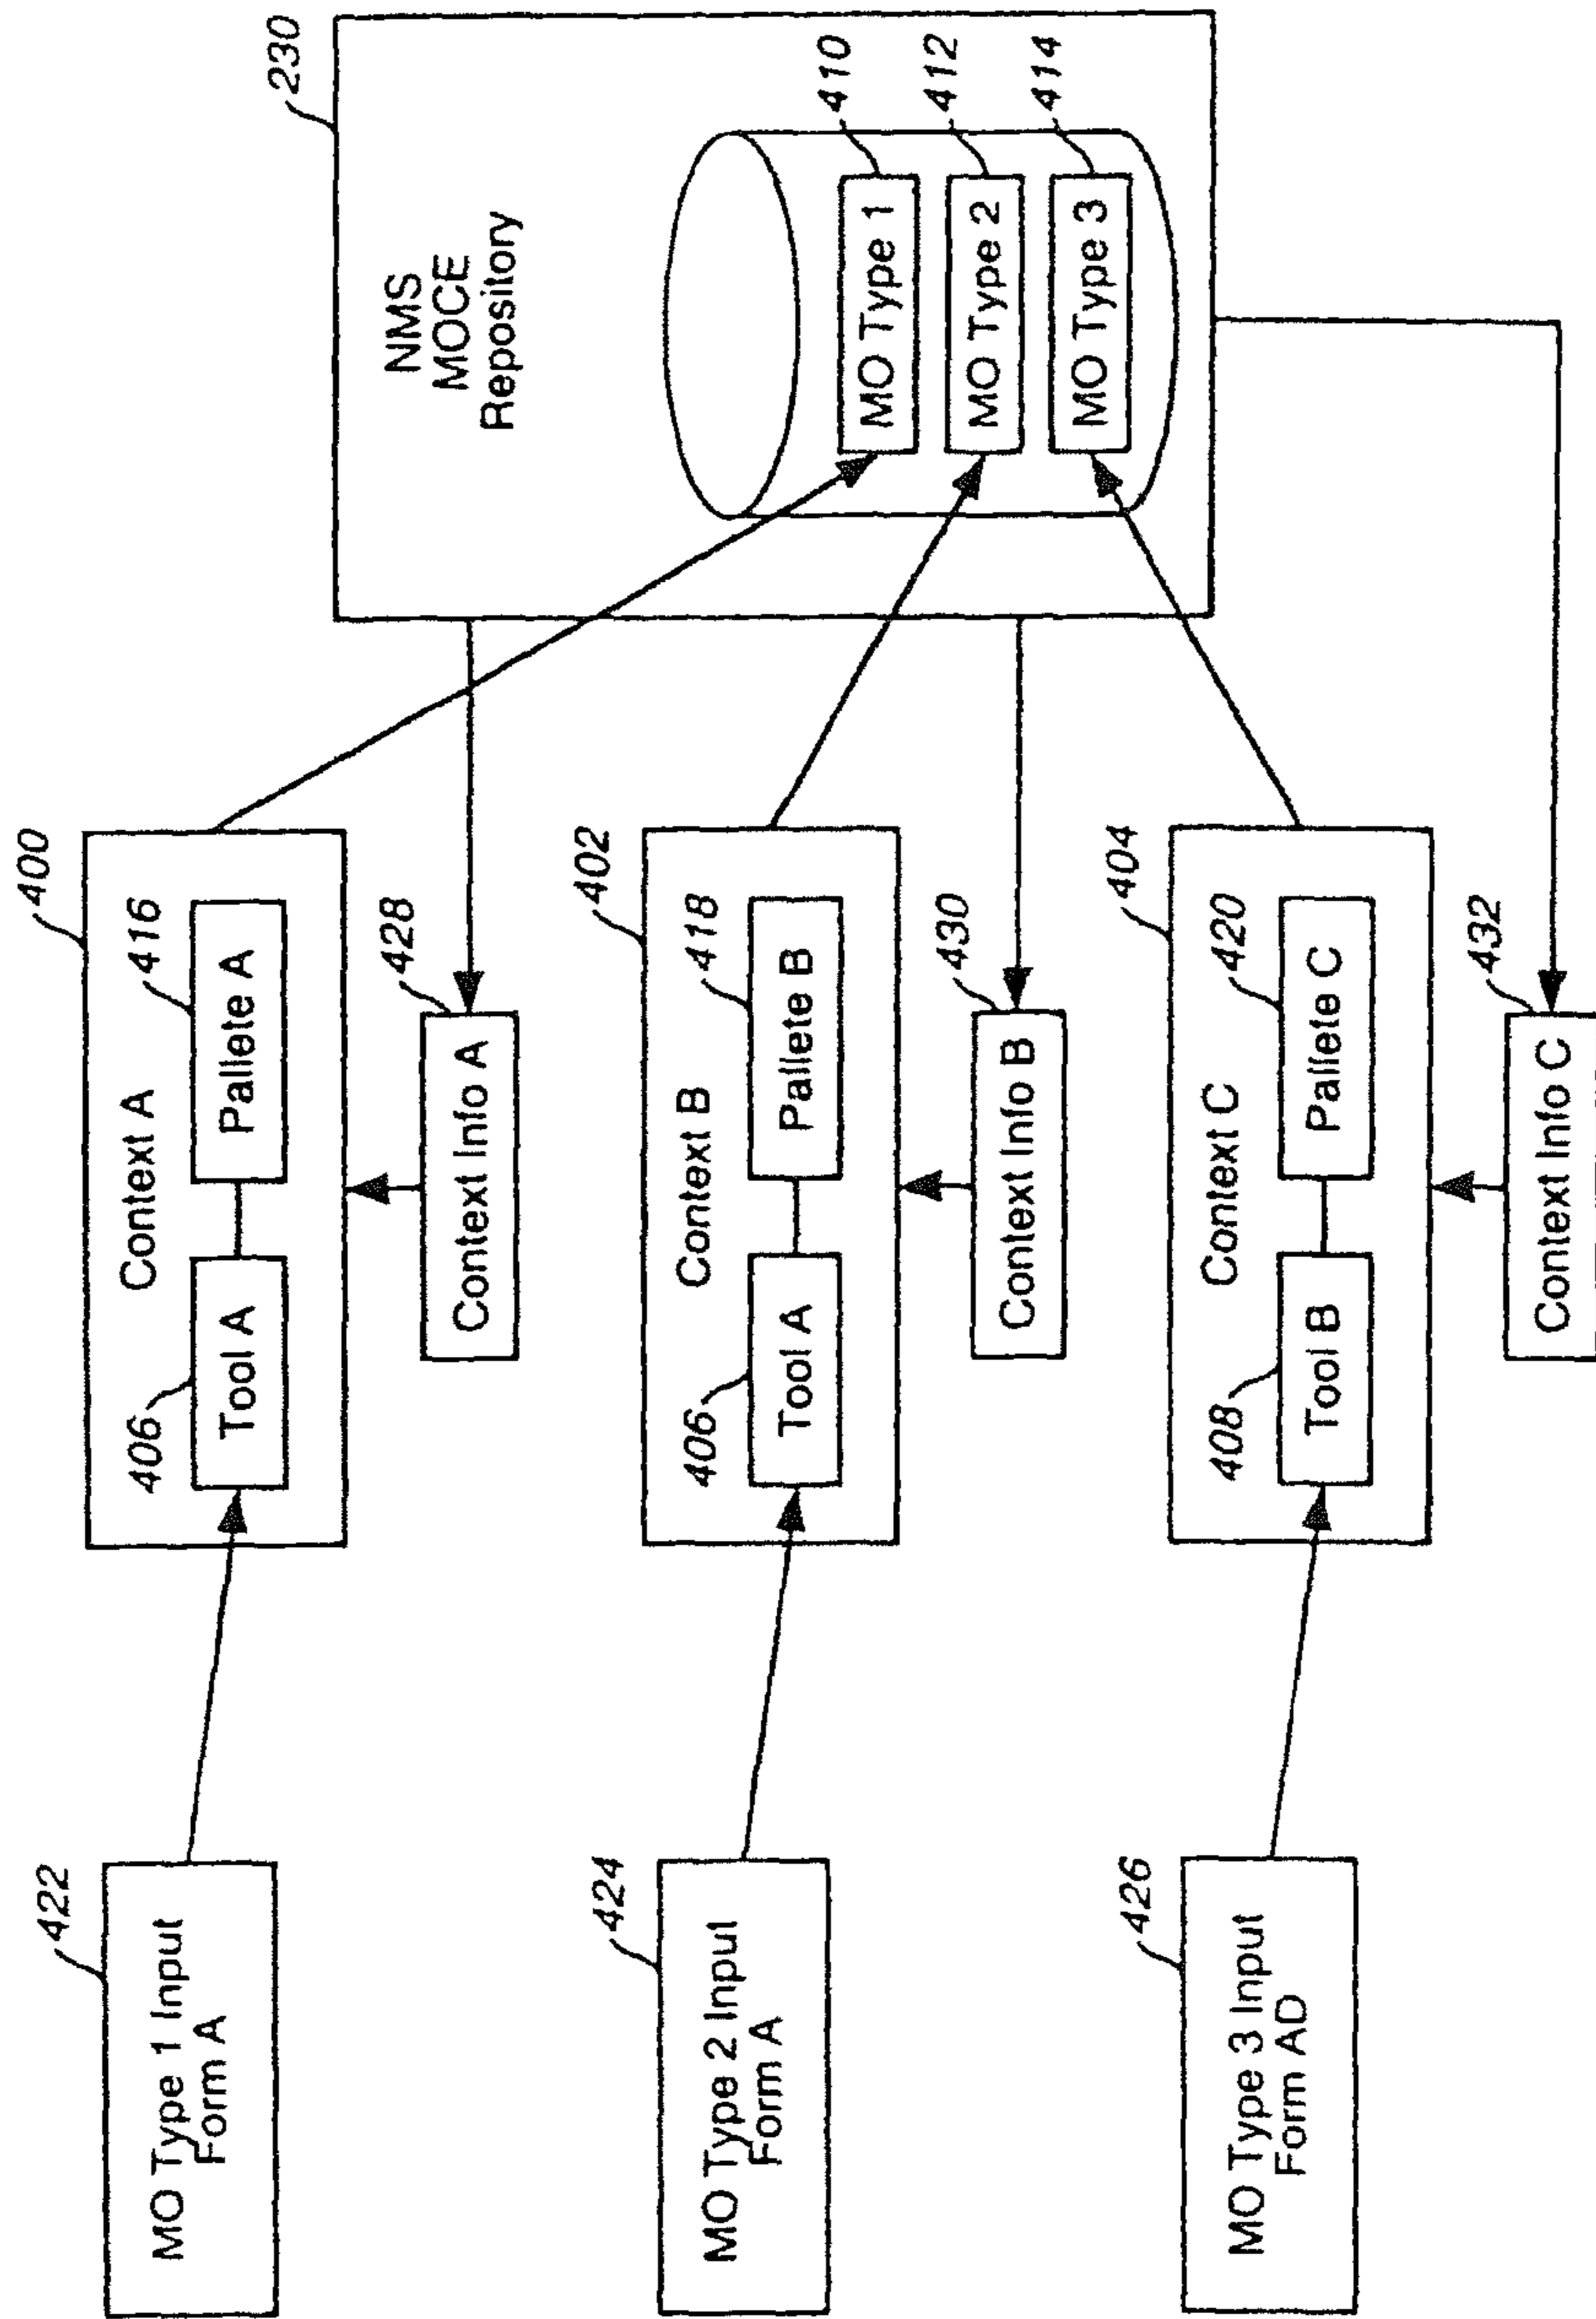 422
MO Type 1 Input
Form A
400
Context A
406
Tool A
416
Pallete A
428
Context Info A
424
MO Type 2 Input
Form A
402
Context B
406
Tool A
418
Pallete B
430
Context Info B
426
MO Type 3 Input
Form AD
404
Context C
408
Tool B
420
Pallete C
432
Context Info C
230
NMS
MOCE
Repository
410
MO Type 1
412
MO Type 2
414
MO Type 3